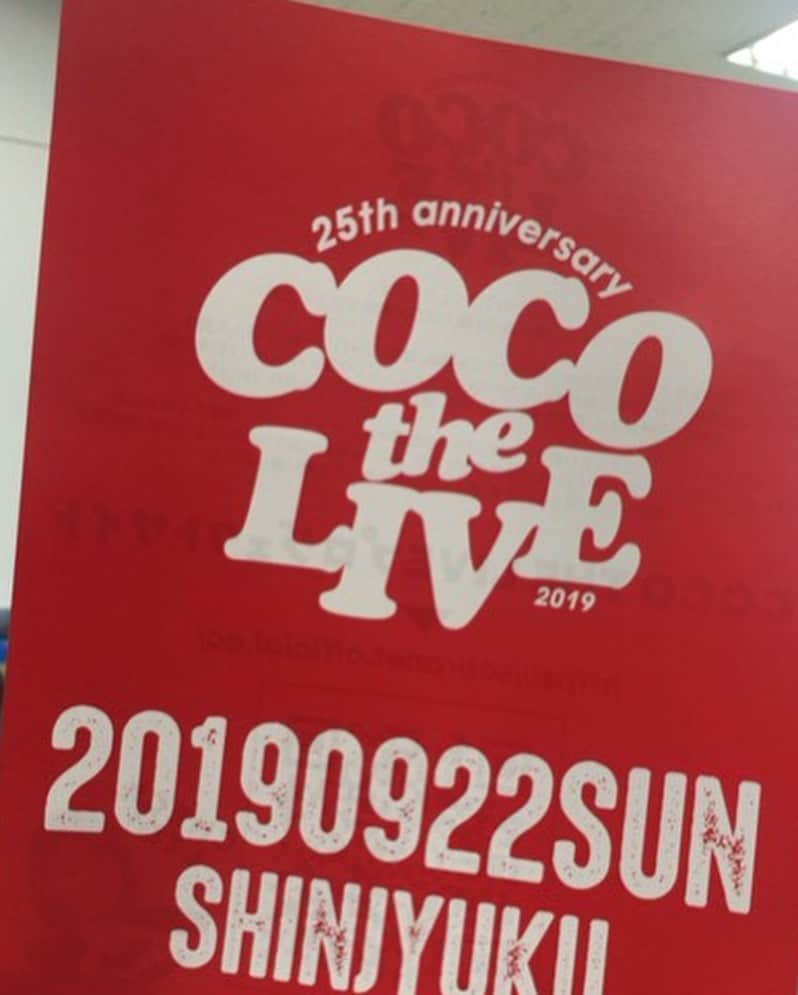 25th anniversary
COCO
the
LIVE
2019
20190922SUN
SHINJYUKU